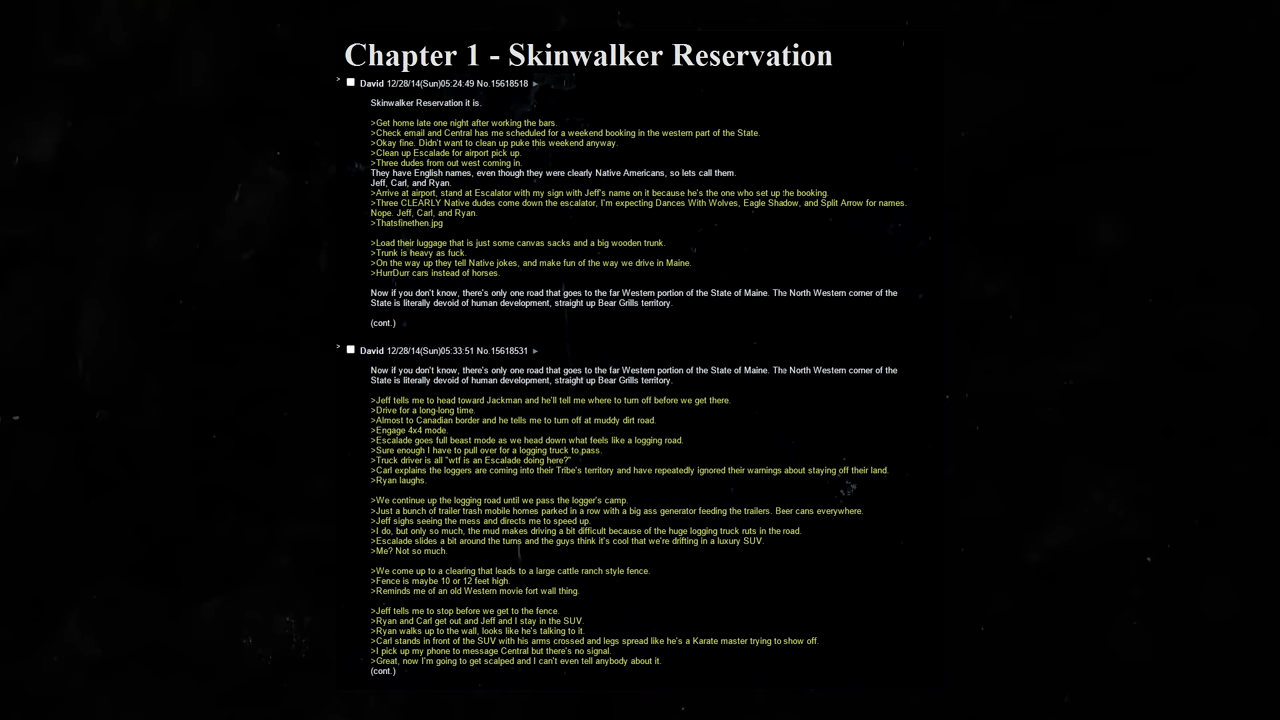 Chapter 1 - Skinwalker Reservation
> David 12/28/14(Sun)05:24:49 No.15618518 ►
Skinwalker Reservation it is.
>Get home late one night after working the bars.
>Check email and Central has me scheduled for a weekend booking in the western part of the State.
>Okay fine. Didn't want to clean up puke this weekend anyway.
>Clean up Escalade for airport pick up.
>Three dudes from out west coming in.
They have English names, even though they were clearly Native Americans, so lets call them.
Jeff, Carl, and Ryan.
>Arrive at airport, stand at Escalator with my sign with Jeff's name on it because he's the one who set up the booking.
>Three CLEARLY Native dudes come down the escalator, I'm expecting Dances With Wolves, Eagle Shadow, and Split Arrow for names.
Nope. Jeff, Carl, and Ryan.
>Thatsfinethen.jpg
>Load their luggage that is just some canvas sacks and a big wooden trunk.
>Trunk is heavy as fuck.
>On the way up they tell Native jokes, and make fun of the way we drive in Maine.
>HurrDurr cars instead of horses.
Now if you don't know, there's only one road that goes to the far Western portion of the State of Maine. The North Western corner of the
State is literally devoid of human development, straight up Bear Grills territory.
(cont.)
> David 12/28/14(Sun)05:33:51 No.15618531 ►
Now if you don't know, there's only one road that goes to the far Western portion of the State of Maine. The North Western corner of the
State is literally devoid of human development, straight up Bear Grills territory.
>Jeff tells me to head toward Jackman and he'll tell me where to turn off before we get there.
>Drive for a long-long time.
>Almost to Canadian border and he tells me to turn off at muddy dirt road.
>Engage 4x4 mode.
>Escalade goes full beast mode as we head down what feels like a logging road.
>Sure enough I have to pull over for a logging truck to pass.
>Truck driver is all "wtf is an Escalade doing here?"
>Carl explains the loggers are coming into their Tribe's territory and have repeatedly ignored their warnings about staying off their land.
>Ryan laughs.
>We continue up the logging road until we pass the logger's camp.
>Just a bunch of trailer trash mobile homes parked in a row with a big ass generator feeding the trailers. Beer cans everywhere.
>Jeff sighs seeing the mess and directs me to speed up.
>I do, but only so much, the mud makes driving a bit difficult because of the huge logging truck ruts in the road.
>Escalade slides a bit around the turns and the guys think it's cool that we're drifting in a luxury SUV.
>Me? Not so much.
>We come up to a clearing that leads to a large cattle ranch style fence.
>Fence is maybe 10 or 12 feet high.
>Reminds me of an old Western movie fort wall thing.
>Jeff tells me to stop before we get to the fence.
>Ryan and Carl get out and Jeff and I stay in the SUV.
>Ryan walks up to the wall, looks like he's talking to it.
>Carl stands in front of the SUV with his arms crossed and legs spread like he's a Karate master trying to show off.
>I pick up my phone to message Central but there's no signal.
>Great, now I'm going to get scalped and I can't even tell anybody about it.
(cont.)